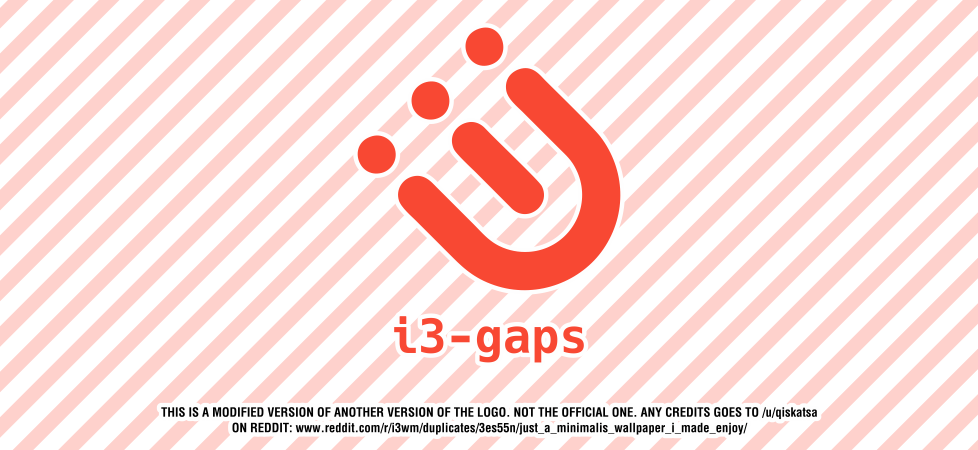 i3-gaps
THIS IS A MODIFIED VERSION OF ANOTHER VERSION OF THE LOGO. NOT THE OFFICIAL ONE. ANY CREDITS GOES TO /u/qiskatsa
ON REDDIT: www.reddit.com/r/i3wm/duplicates/3es55n/just_a_minimalis_wallpaper_i_made_enjoy/